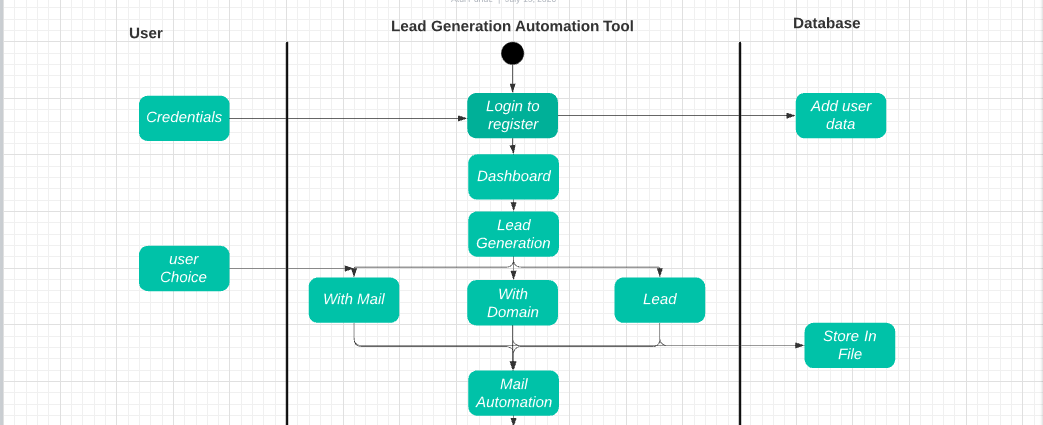 User
Lead Generation Automation Tool
Database
Credentials
Login to
register
Add user
data
Dashboard
Lead
Generation
user
Choice
With Mail
With
Domain
Lead
Store In
File
Mail
Automation